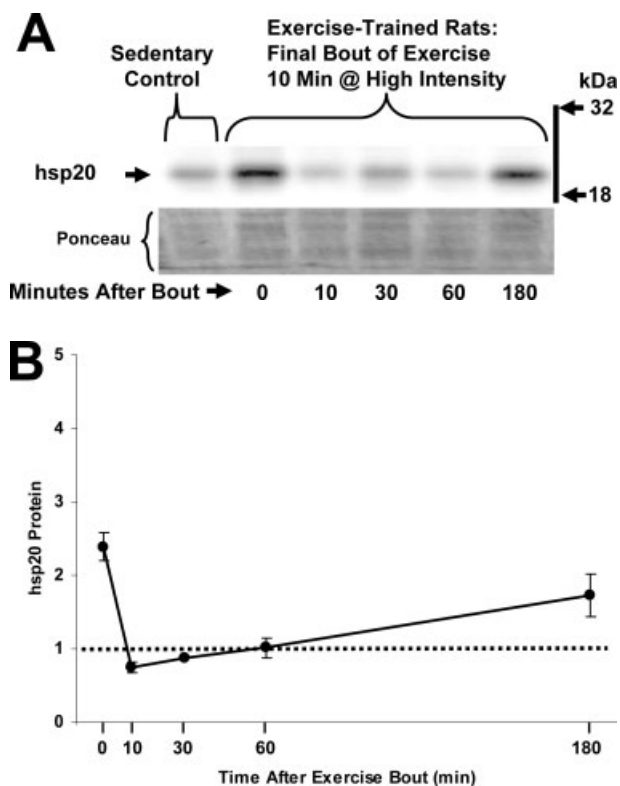 A
Sedentary
Control
Exercise-Trained Rats:
Final Bout of Exercise
10 Min @ High Intensity
kDa
32
hsp20
18
Ponceau
Minutes After Bout 0 10 30 60 180
B
5
4
3
2
1
0
hsp20 Protein
0 10 30 60 180
Time After Exercise Bout (min)